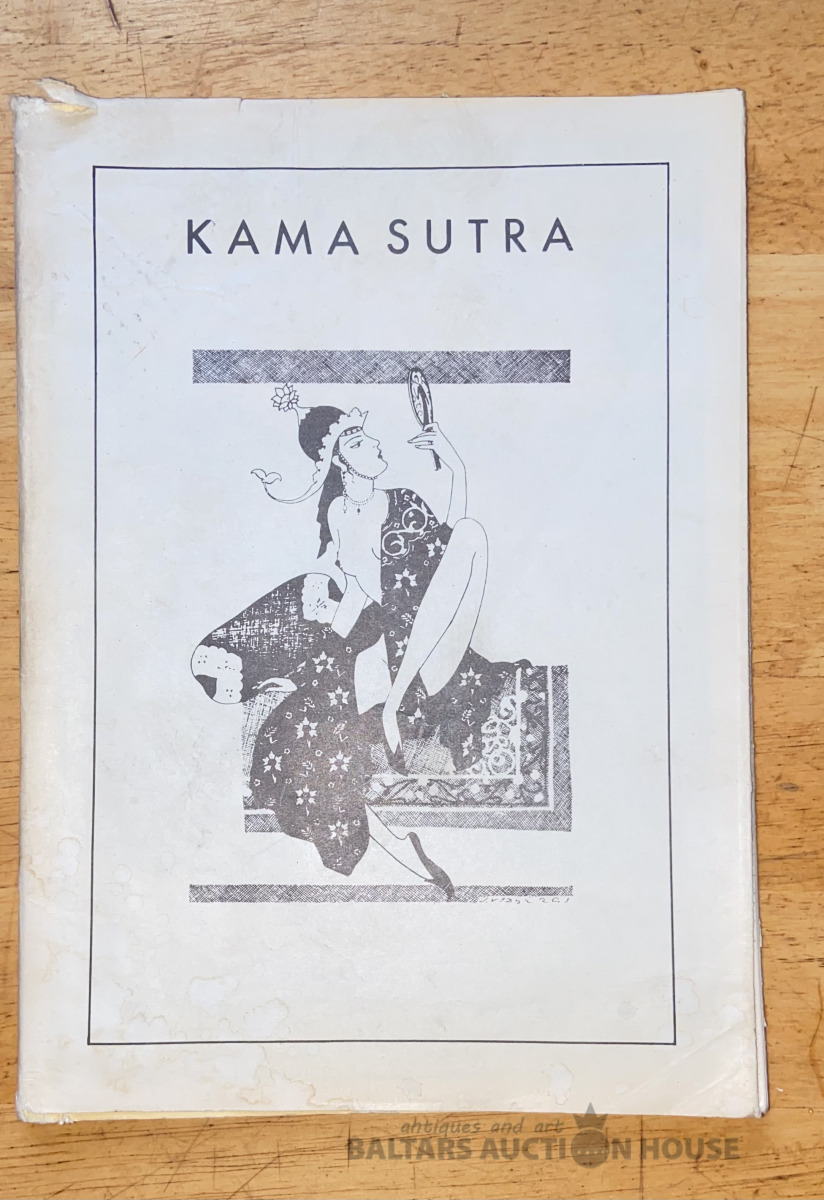 KAMA SUTRA
antiques and art
BALTARS AUCTION HOUSE